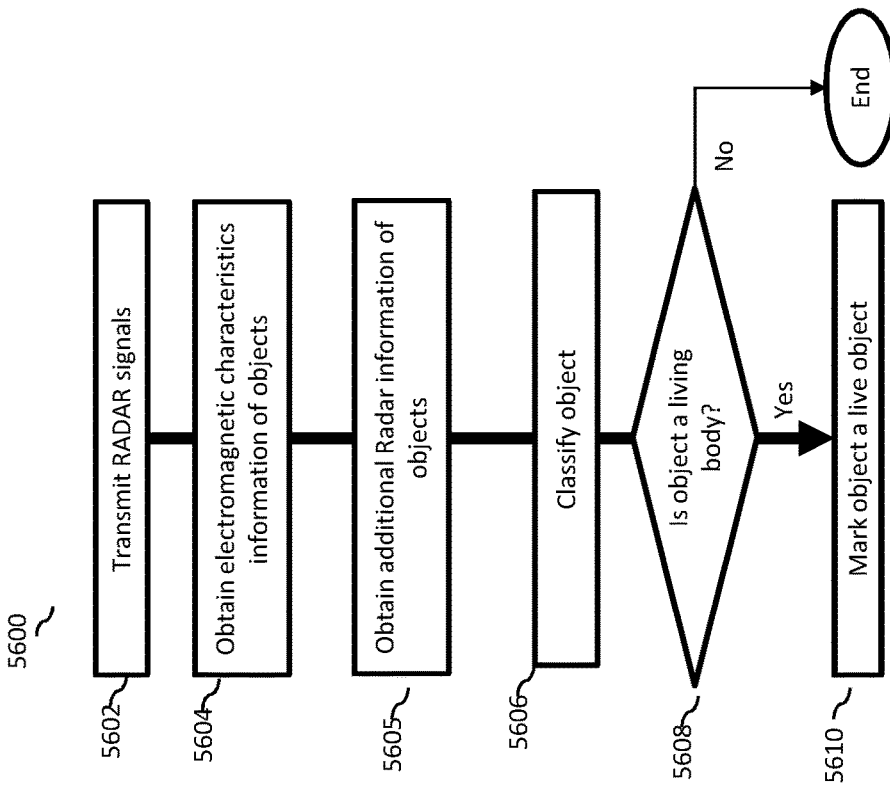 5600
5602
Transmit RADAR signals
5604
Obtain electromagnetic characteristics
information of objects
5605
Obtain additional Radar information of
objects
5606
Classify object
5608
Is object a living
body?
No
End
Yes
5610
Mark object a live object